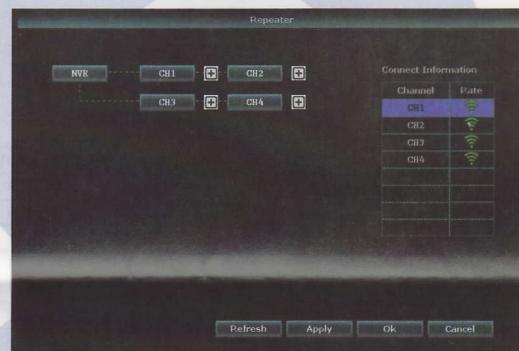 Repeater
NVR CH1 CH2
CH3 CH4
Connect Information
Channel Rate
CH1
CH2
CH3
CH4
Refresh Apply Ok Cancel